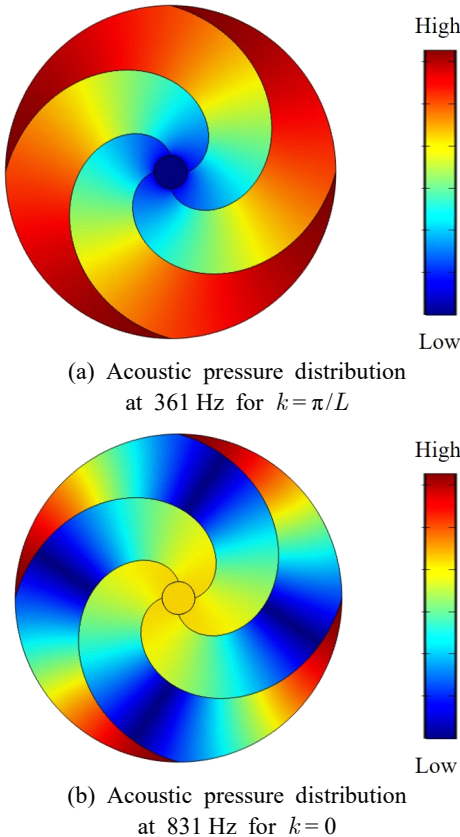 High
Low
(a) Acoustic pressure distribution
at 361 Hz for k = π/L
High
Low
(b) Acoustic pressure distribution
at 831 Hz for k = 0